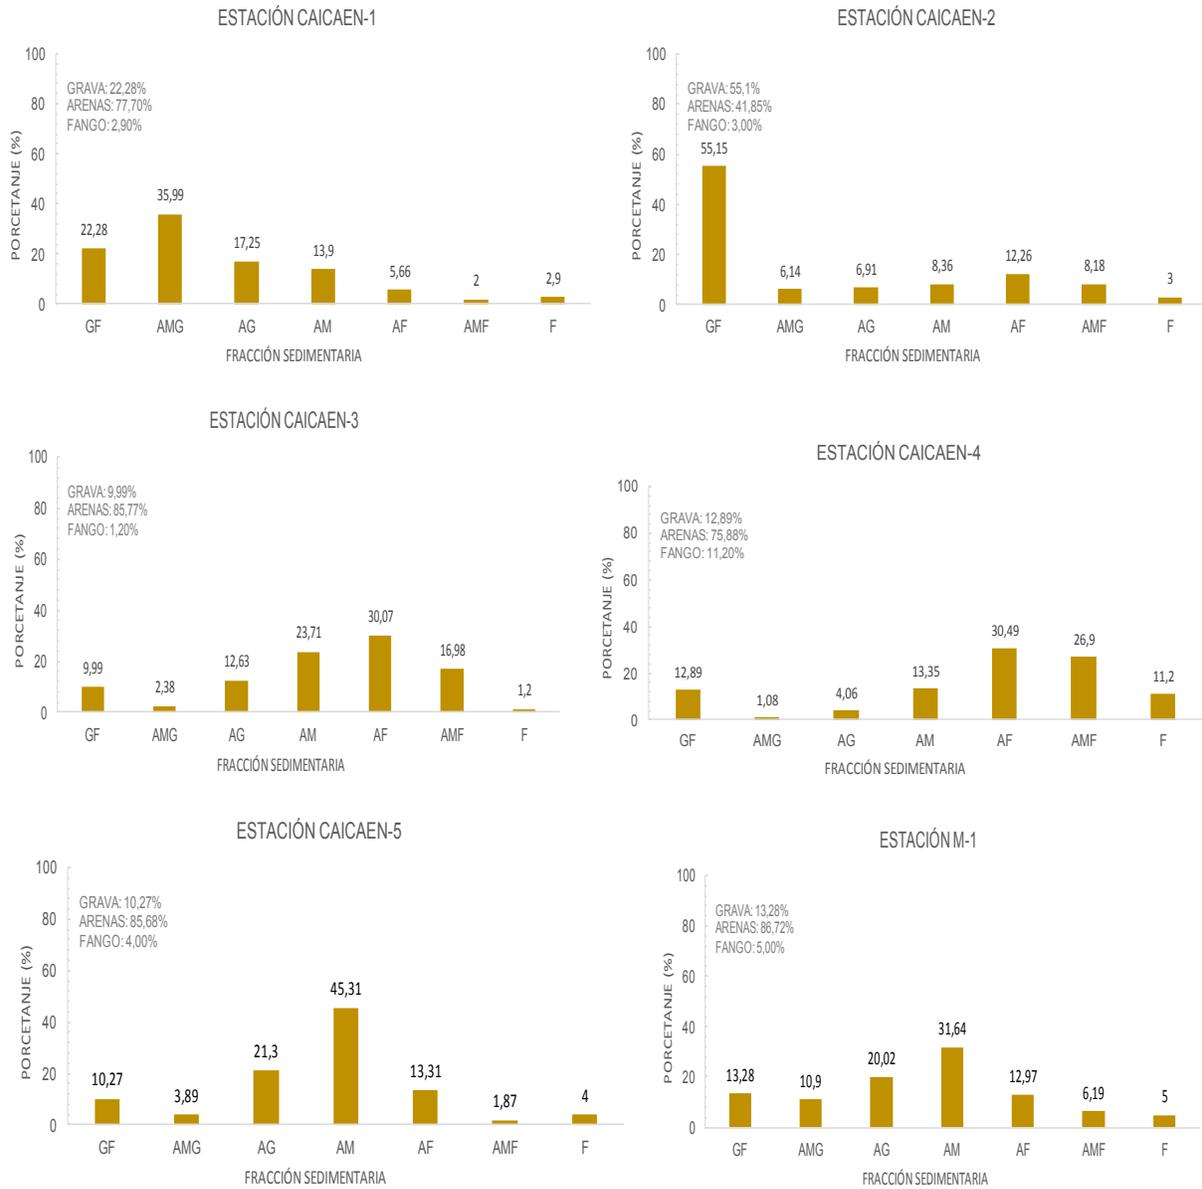 ESTACIÓN CAICAEN-1
GRAVA: 22,28%
ARENAS: 77,70%
FANGO: 2,90%
PORCETANJE (%)
100
80
60
40
20
0
22,28
35,99
17,25
13,9
5,66
2
2,9
GF AMG AG AM AF AMF F
FRACCIÓN SEDIMENTARIA
ESTACIÓN CAICAEN-2
GRAVA: 55,1%
ARENAS: 41,85%
FANGO: 3,00%
PORCETANJE (%)
100
80
60
40
20
0
55,15
6,14
6,91
8,36
12,26
8,18
3
GF AMG AG AM AF AMF F
FRACCIÓN SEDIMENTARIA
ESTACIÓN CAICAEN-3
GRAVA: 9,99%
ARENAS: 85,77%
FANGO: 1,20%
PORCETANJE (%)
100
80
60
40
20
0
9,99
2,38
12,63
23,71
30,07
16,98
1,2
GF AMG AG AM AF AMF F
FRACCIÓN SEDIMENTARIA
ESTACIÓN CAICAEN-4
GRAVA: 12,89%
ARENAS: 75,88%
FANGO: 11,20%
PORCETANJE (%)
100
80
60
40
20
0
12,89
1,08
4,06
13,35
30,49
26,9
11,2
GF AMG AG AM AF AMF F
FRACCIÓN SEDIMENTARIA
ESTACIÓN CAICAEN-5
GRAVA: 10,27%
ARENAS: 85,68%
FANGO: 4,00%
PORCETANJE (%)
100
80
60
40
20
0
10,27
3,89
21,3
45,31
13,31
1,87
4
GF AMG AG AM AF AMF F
FRACCIÓN SEDIMENTARIA
ESTACIÓN M-1
GRAVA: 13,28%
ARENAS: 86,72%
FANGO: 5,00%
PORCETANJE (%)
100
80
60
40
20
0
13,28
10,9
20,02
31,64
12,97
6,19
5
GF AMG AG AM AF AMF F
FRACCIÓN SEDIMENTARIA